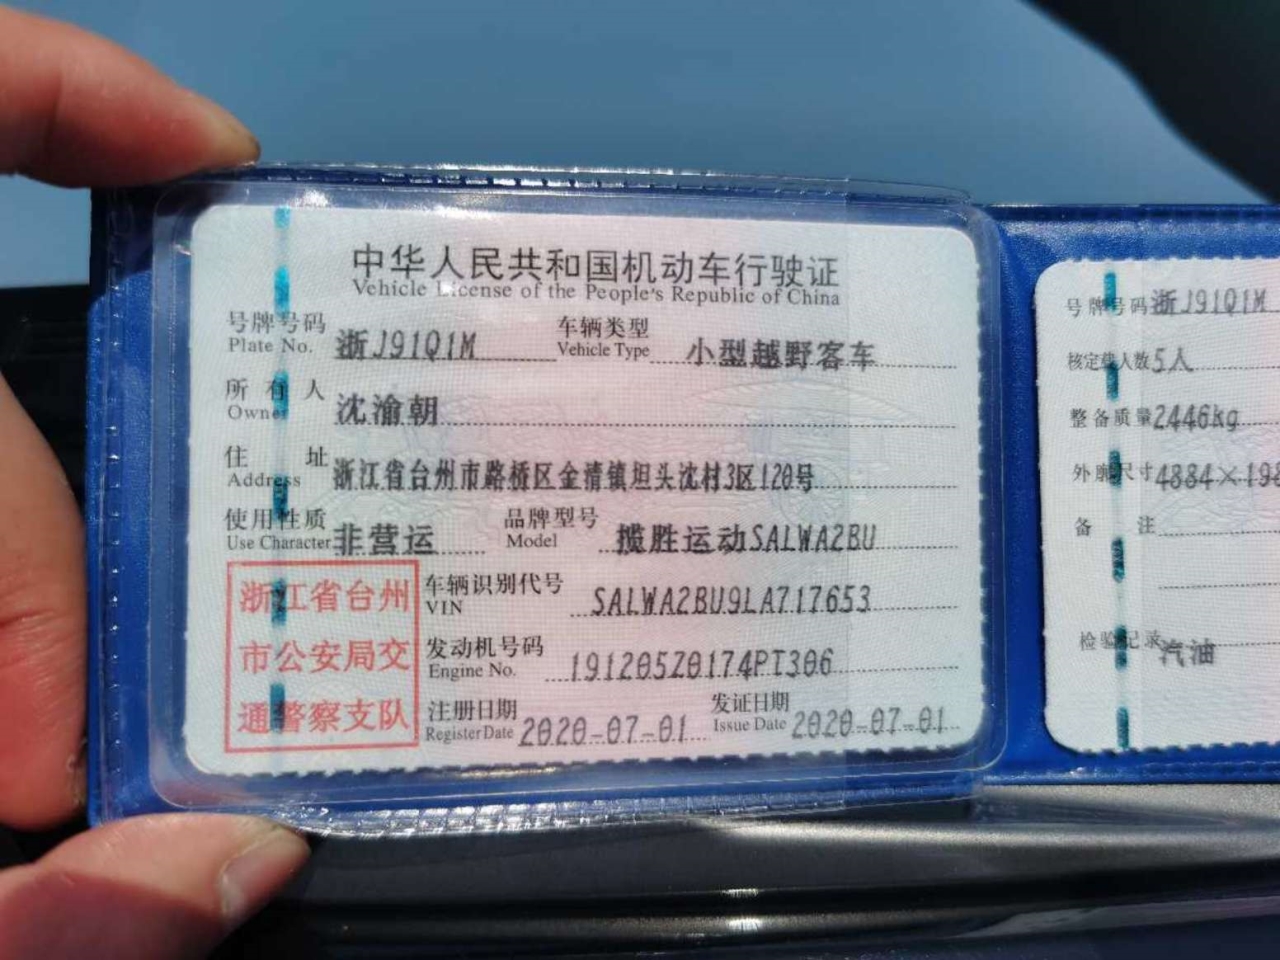 中华人民共和国机动车行驶证
Vehicle License of the People's Republic of China
号牌号码 浙J91Q1M 车辆类型 小型越野客车
Plate No. Vehicle Type
所有人 沈渝朝
Owner
住址 浙江省台州市路桥区金清镇坦头沈村3区120号
Address
使用性质 非营运 品牌型号 揽胜运动SALWA2BU
Use Character Model
车辆识别代号 SALWA2BU9LA717653
VIN
发动机号码 191205Z0174PT306
Engine No.
注册日期 2020-07-01 发证日期 2020-07-01
Register Date Issue Date
浙江省台州
市公安局交
通警察支队
号牌号码 浙J91Q1M
核定载人数 5人
整备质量 2446kg
外廓尺寸 4884×198
备注
检验记录 汽油